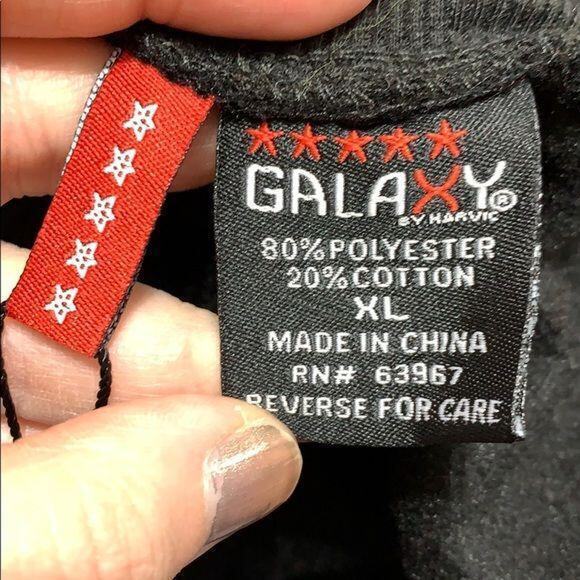 GALAXY®
BY HARVIC
80% POLYESTER
20% COTTON
XL
MADE IN CHINA
RN# 63967
REVERSE FOR CARE